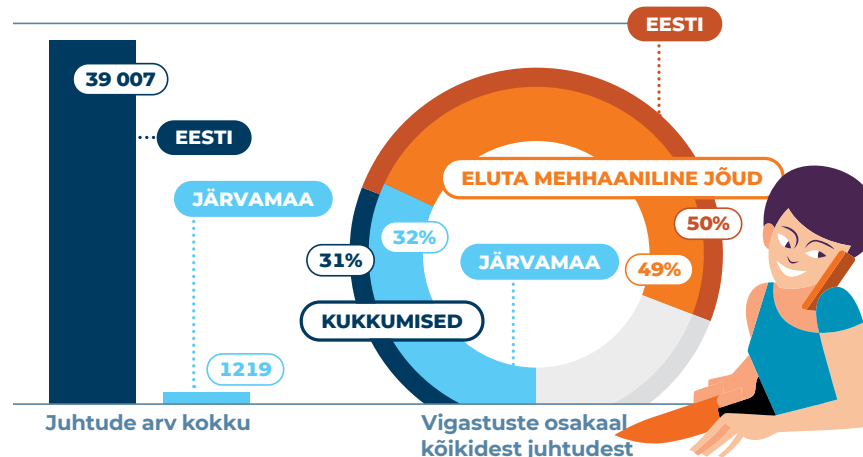 EESTI
39 007
EESTI
JÄRVAMAA
1219
Juhtude arv kokku
ELUTA MEHHAANILINE JÕUD
50%
32%
31%
JÄRVAMAA
49%
KUKKUMISED
Vigastuste osakaal
kõikidest juhtudest